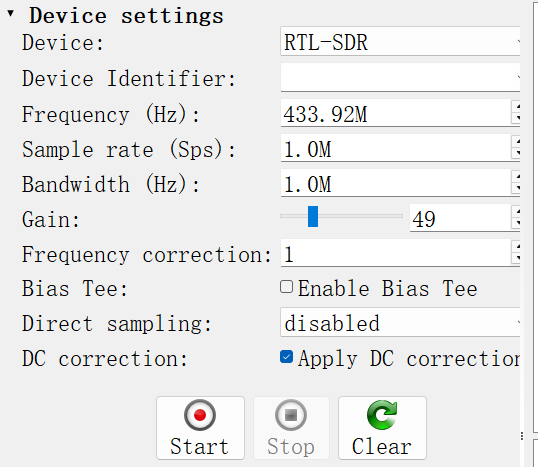 Device settings
Device: RTL-SDR
Device Identifier:
Frequency (Hz): 433.92M
Sample rate (Sps): 1.0M
Bandwidth (Hz): 1.0M
Gain: 49
Frequency correction: 1
Bias Tee: Enable Bias Tee
Direct sampling: disabled
DC correction: Apply DC correction
Start Stop Clear